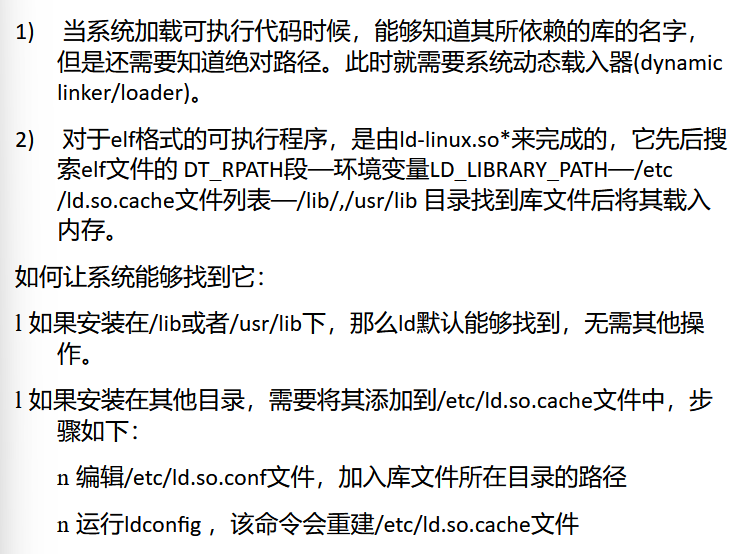 1) 当系统加载可执行代码时候，能够知道其所依赖的库的名字，
但是还需要知道绝对路径。此时就需要系统动态载入器(dynamic
linker/loader)。
2) 对于elf格式的可执行程序，是由ld-linux.so*来完成的，它先后搜
索elf文件的 DT_RPATH段—环境变量LD_LIBRARY_PATH—/etc
/ld.so.cache文件列表—/lib/,/usr/lib 目录找到库文件后将其载入
内存。
如何让系统能够找到它：
l 如果安装在/lib或者/usr/lib下，那么ld默认能够找到，无需其他操
作。
l 如果安装在其他目录，需要将其添加到/etc/ld.so.cache文件中，步
骤如下：
n 编辑/etc/ld.so.conf文件，加入库文件所在目录的路径
n 运行ldconfig ，该命令会重建/etc/ld.so.cache文件